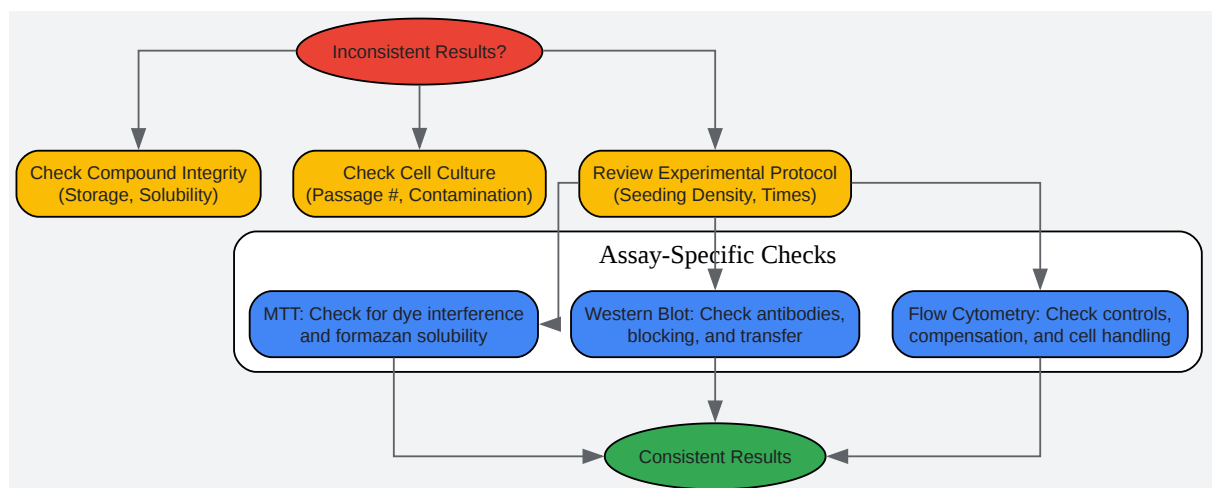 Inconsistent Results?
Check Compound Integrity
(Storage, Solubility)
Check Cell Culture
(Passage #, Contamination)
Review Experimental Protocol
(Seeding Density, Times)
Assay-Specific Checks
MTT: Check for dye interference
and formazan solubility
Western Blot: Check antibodies,
blocking, and transfer
Flow Cytometry: Check controls,
compensation, and cell handling
Consistent Results